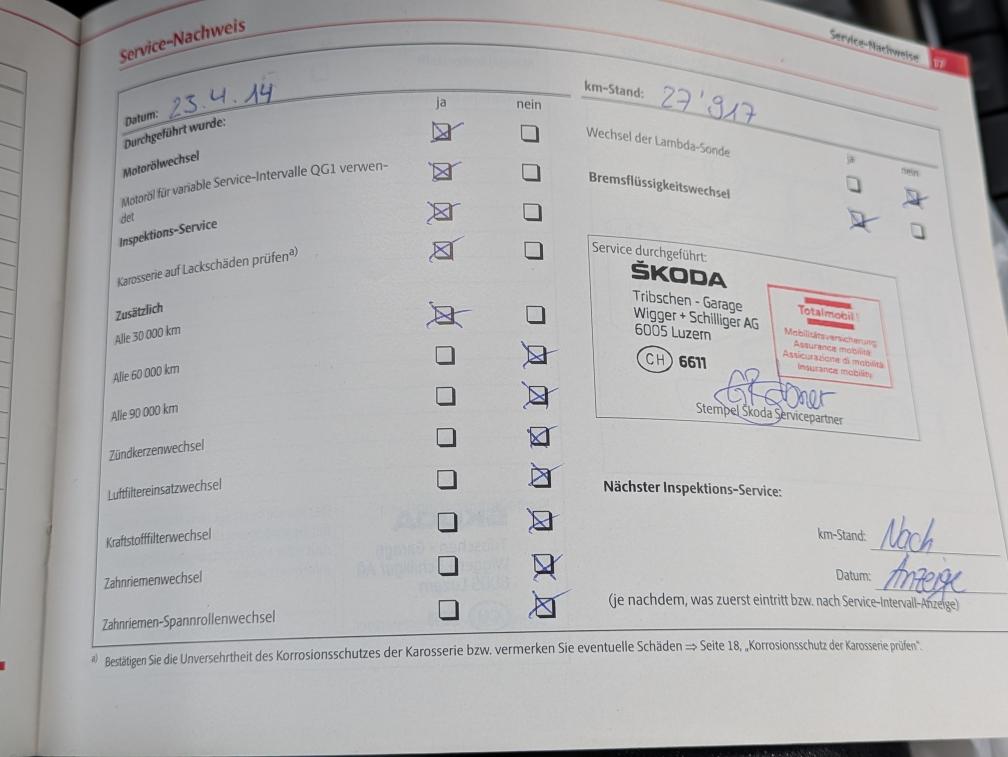 Service-Nachweis
Service-Nachweise 17
Datum: 23.4.14
km-Stand: 27'917
Durchgeführt wurde:
ja nein
Motorölwechsel
Motoröl für variable Service-Intervalle QG1 verwen-
det
Inspektions-Service
Karosserie auf Lackschäden prüfen a)
Zusätzlich
Alle 30 000 km
Alle 60 000 km
Alle 90 000 km
Zündkerzenwechsel
Luftfiltereinsatzwechsel
Kraftstofffilterwechsel
Zahnriemenwechsel
Zahnriemen-Spannrollenwechsel
ja nein
Wechsel der Lambda-Sonde
Bremsflüssigkeitswechsel
Service durchgeführt:
ŠKODA
Tribschen - Garage
Wigger + Schilliger AG
6005 Luzern
CH 6611
Totalmobil!
Mobilitätsversicherung
Assurance mobilité
Assicurazione di mobilità
Insurance mobility
Stempel Škoda Servicepartner
Nächster Inspektions-Service:
km-Stand: Nach
Datum: Anzeige
(je nachdem, was zuerst eintritt bzw. nach Service-Intervall-Anzeige)
a) Bestätigen Sie die Unversehrtheit des Korrosionsschutzes der Karosserie bzw. vermerken Sie eventuelle Schäden ⇒ Seite 18, „Korrosionsschutz der Karosserie prüfen“.